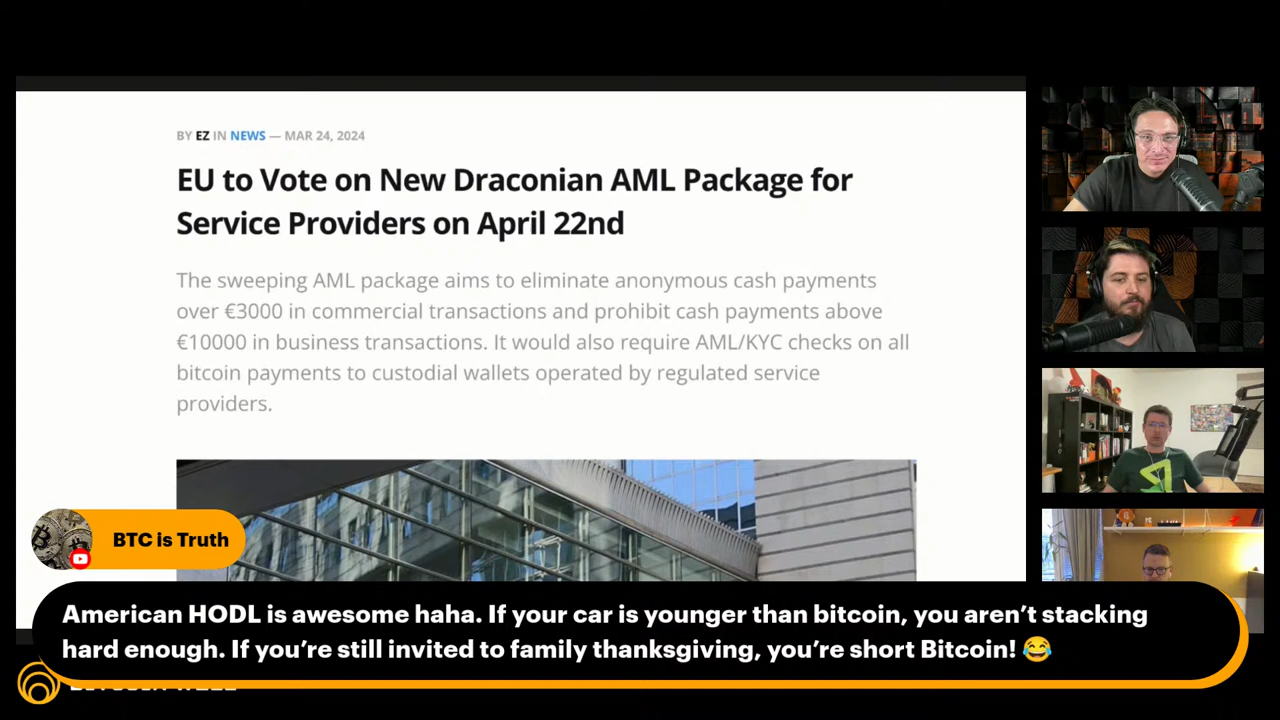 BY EZ IN NEWS — MAR 24, 2024
EU to Vote on New Draconian AML Package for
Service Providers on April 22nd
The sweeping AML package aims to eliminate anonymous cash payments
over €3000 in commercial transactions and prohibit cash payments above
€10000 in business transactions. It would also require AML/KYC checks on all
bitcoin payments to custodial wallets operated by regulated service
providers.
BTC is Truth
American HODL is awesome haha. If your car is younger than bitcoin, you aren’t stacking
hard enough. If you’re still invited to family thanksgiving, you’re short Bitcoin! 😂